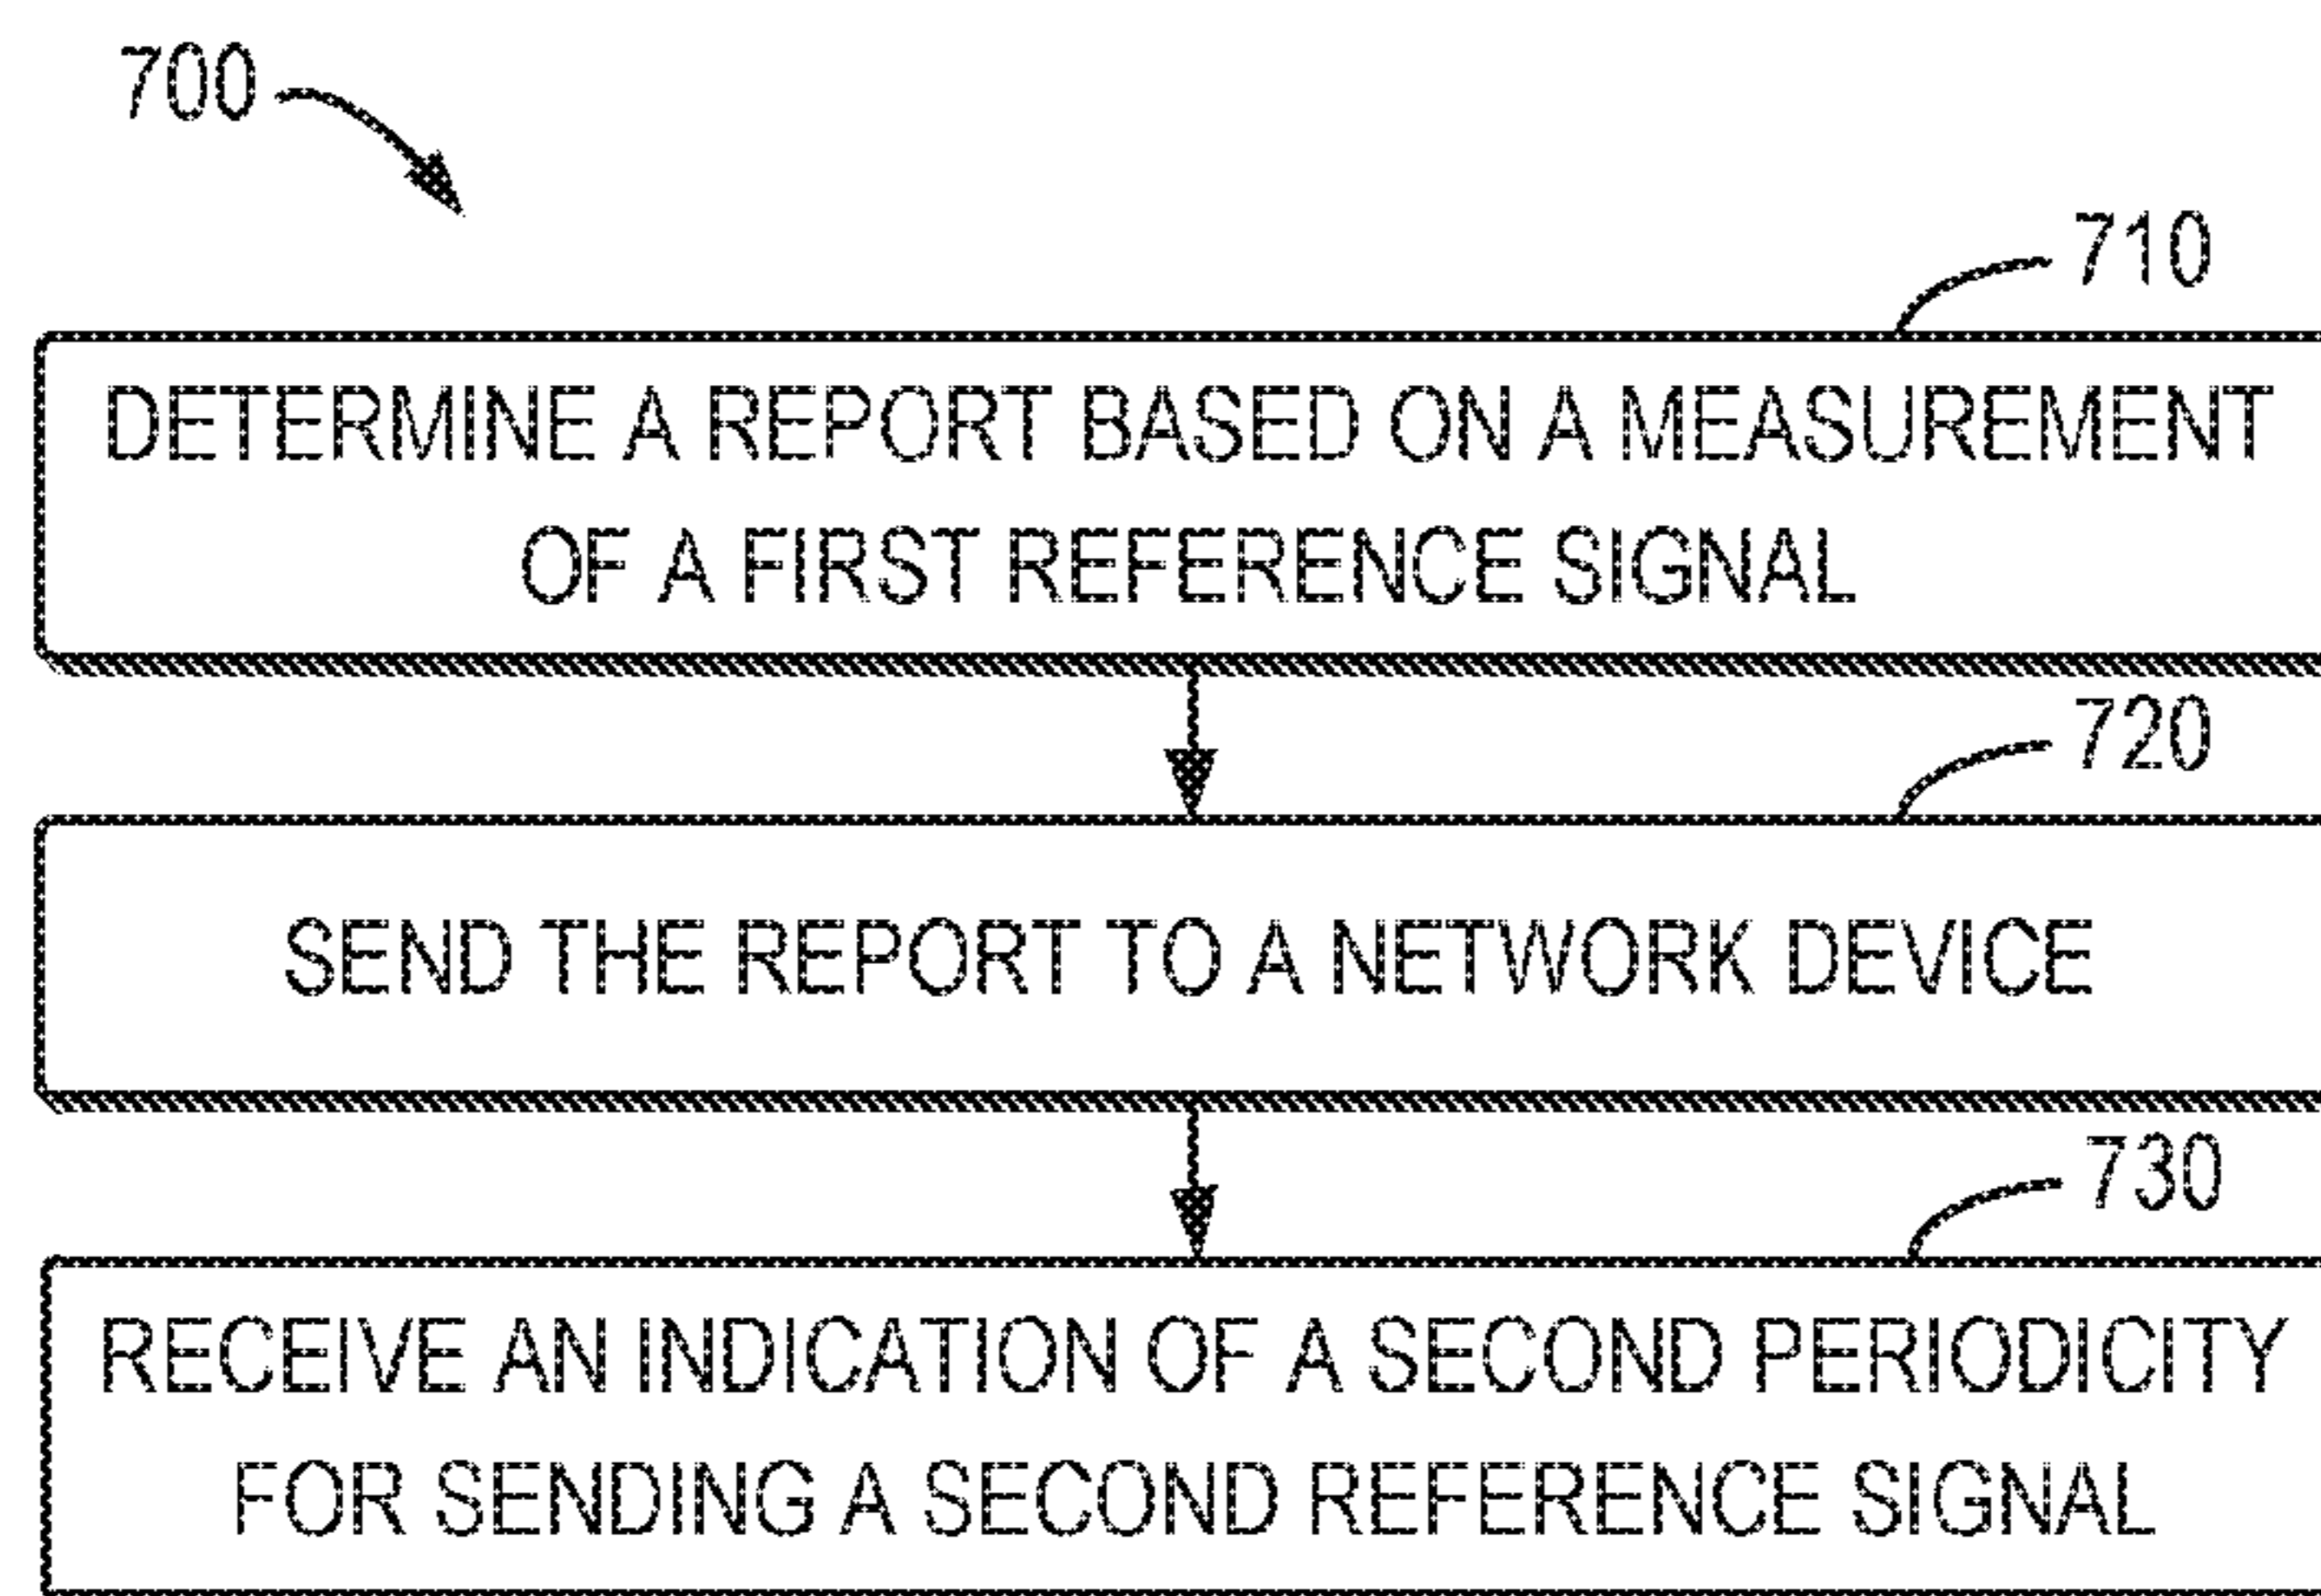 700
710
DETERMINE A REPORT BASED ON A MEASUREMENT
OF A FIRST REFERENCE SIGNAL
720
SEND THE REPORT TO A NETWORK DEVICE
730
RECEIVE AN INDICATION OF A SECOND PERIODICITY
FOR SENDING A SECOND REFERENCE SIGNAL